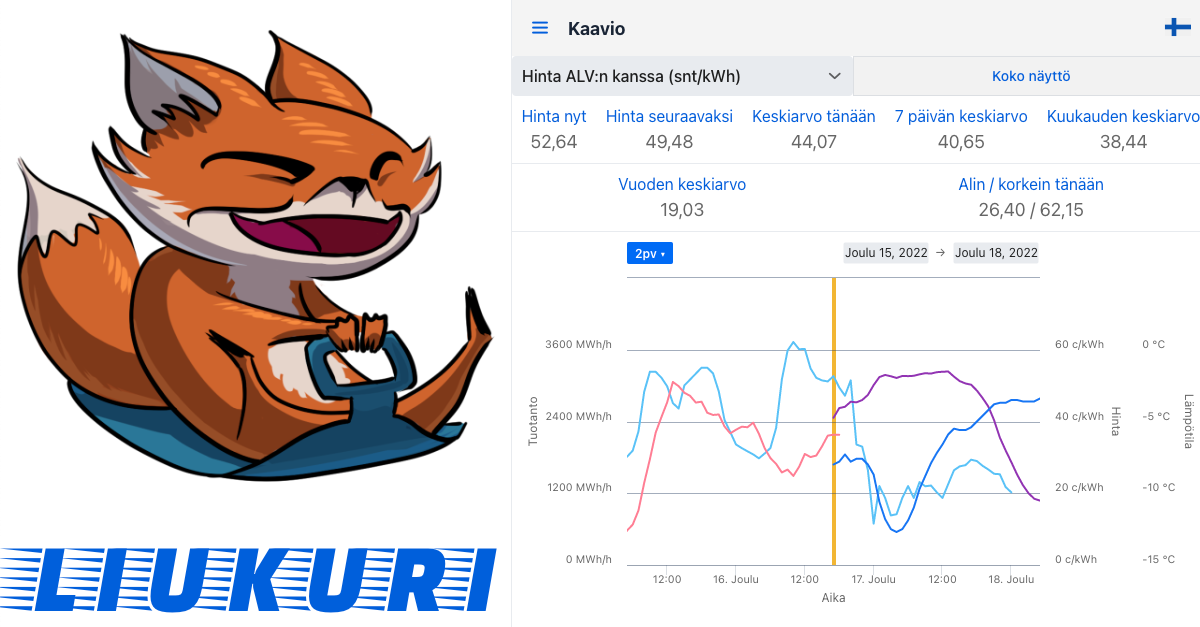 LIUKURI
Kaavio
Hinta ALV:n kanssa (snt/kWh)
Koko näyttö
Hinta nyt
52,64
Hinta seuraavaksi
49,48
Keskiarvo tänään
44,07
7 päivän keskiarvo
40,65
Kuukauden keskiarvo
38,44
Vuoden keskiarvo
19,03
Alin / korkein tänään
26,40 / 62,15
2pv ▾
Joulu 15, 2022 → Joulu 18, 2022
3600 MWh/h
2400 MWh/h
1200 MWh/h
0 MWh/h
Tuotanto
60 c/kWh
40 c/kWh
20 c/kWh
0 c/kWh
Hinta
0 °C
-5 °C
-10 °C
-15 °C
Lämpötila
12:00
16. Joulu
12:00
17. Joulu
12:00
18. Joulu
Aika